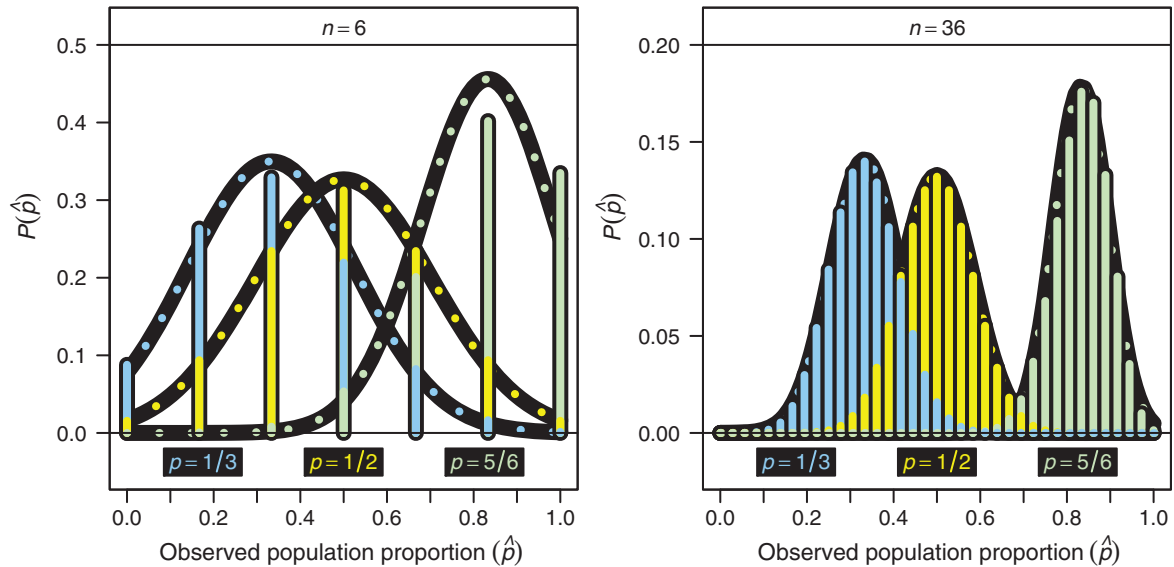 n = 6
0.5
0.4
0.3
0.2
0.1
0.0
P(p̂)
p = 1/3
p = 1/2
p = 5/6
0.0 0.2 0.4 0.6 0.8 1.0
Observed population proportion (p̂)
n = 36
0.20
0.15
0.10
0.05
0.00
P(p̂)
p = 1/3
p = 1/2
p = 5/6
0.0 0.2 0.4 0.6 0.8 1.0
Observed population proportion (p̂)